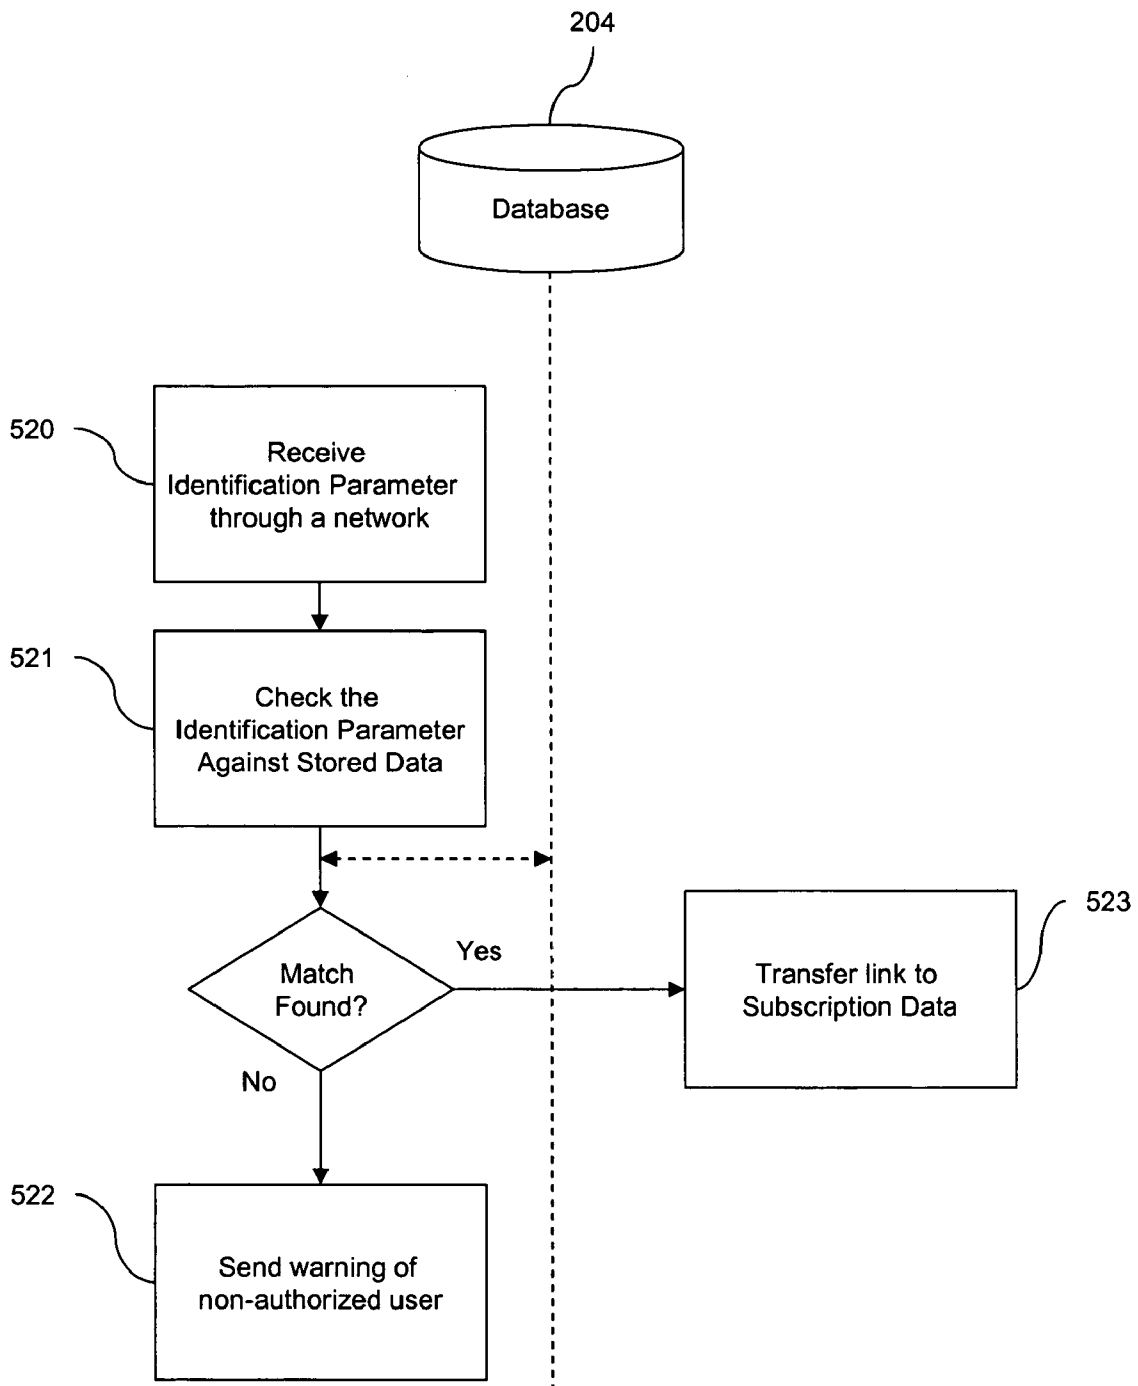 204
Database
520
Receive
Identification Parameter
through a network
521
Check the
Identification Parameter
Against Stored Data
523
Yes
Transfer link to
Subscription Data
Match
Found?
No
522
Send warning of
non-authorized user